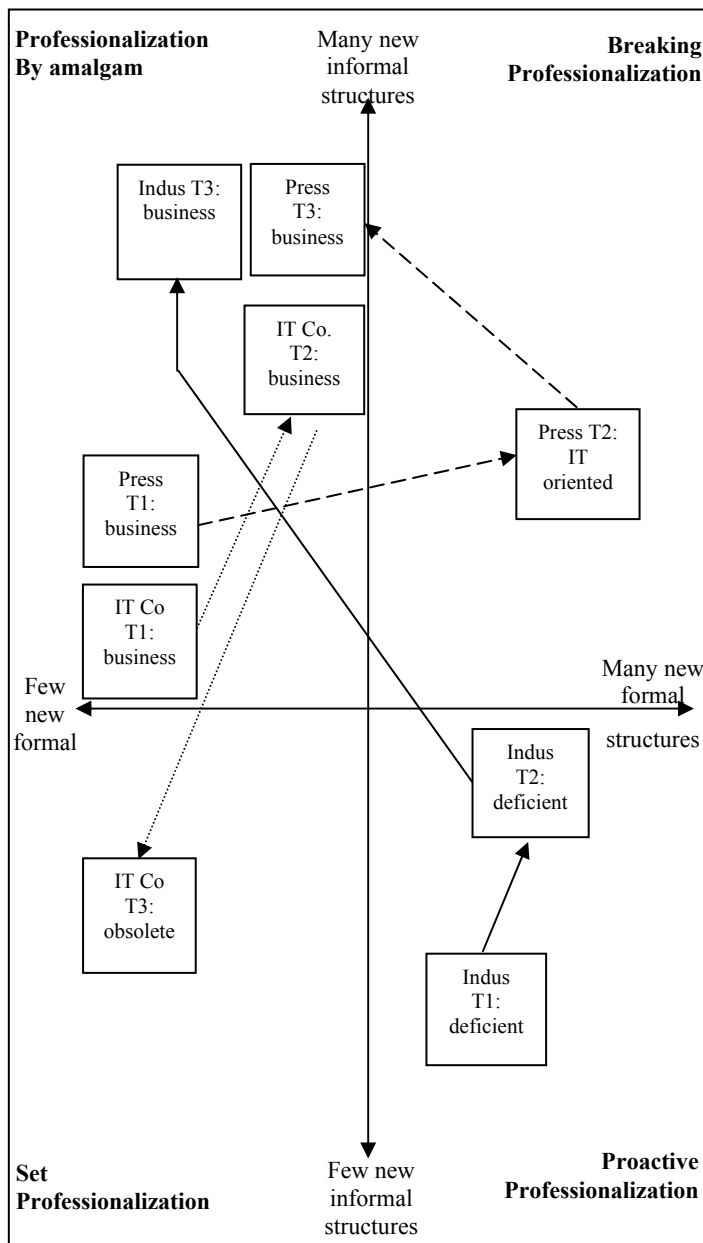 Professionalization
By amalgam
Many new
informal
structures
Breaking
Professionalization
Indus T3:
business
Press
T3:
business
IT Co.
T2:
business
Press T2:
IT
oriented
Press
T1:
business
IT Co
T1:
business
Few
new
formal
Many new
formal
structures
Indus
T2:
deficient
IT Co
T3:
obsolete
Indus
T1:
deficient
Set
Professionalization
Few new
informal
structures
Proactive
Professionalization